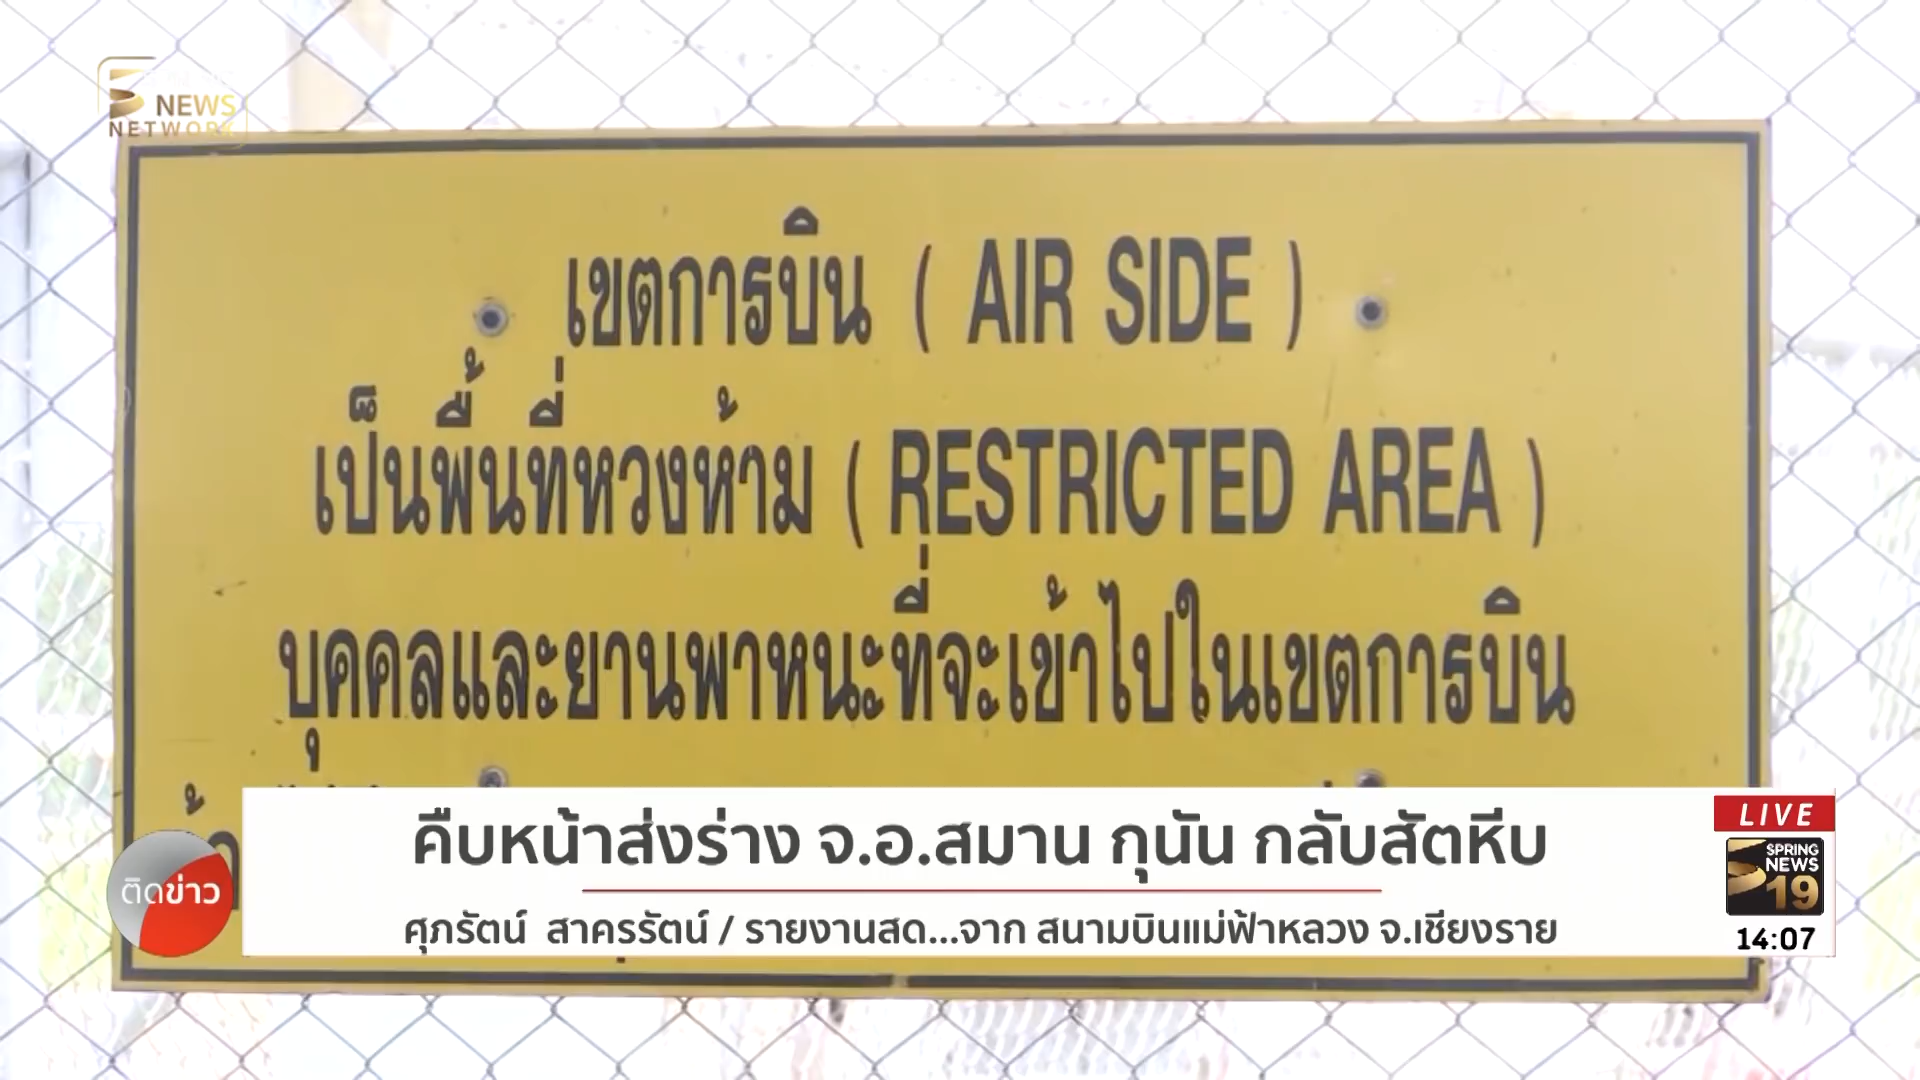 NEWS
NETWORK
เขตการบิน ( AIR SIDE )
เป็นพื้นที่หวงห้าม ( RESTRICTED AREA )
บุคคลและยานพาหนะที่จะเข้าไปในเขตการบิน
คืบหน้าส่งร่าง จ.อ.สมาน กุนัน กลับสัตหีบ
ศุภรัตน์ สาครรัตน์ / รายงานสด...จาก สนามบินแม่ฟ้าหลวง จ.เชียงราย
ติดข่าว
LIVE
SPRING
NEWS
19
14:07